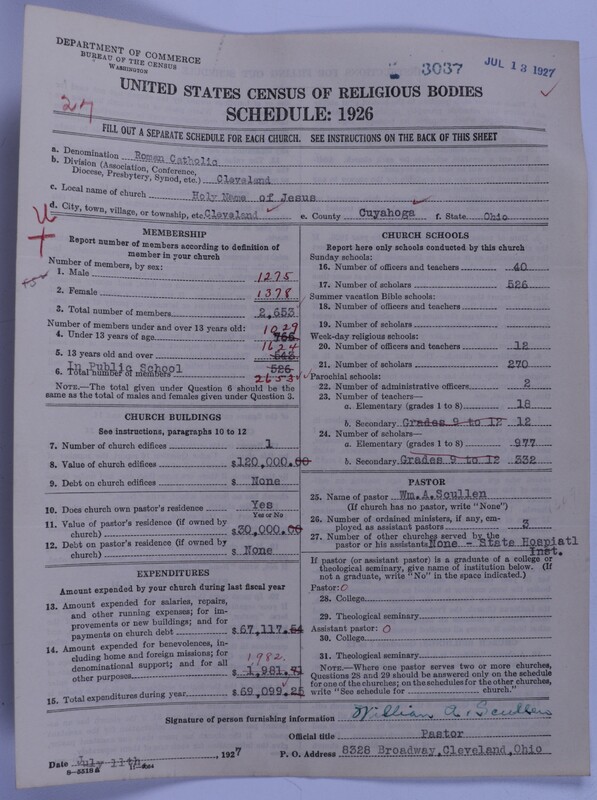 DEPARTMENT OF COMMERCE
BUREAU OF THE CENSUS
WASHINGTON
3037
JUL 13 1927
UNITED STATES CENSUS OF RELIGIOUS BODIES
SCHEDULE: 1926
FILL OUT A SEPARATE SCHEDULE FOR EACH CHURCH. SEE INSTRUCTIONS ON THE BACK OF THIS SHEET
a. Denomination Roman Catholic
b. Division (Association, Conference,
Diocese, Presbytery, Synod, etc.) Cleveland
c. Local name of church Holy Name of Jesus
d. City, town, village, or township, etc. Cleveland e. County Cuyahoga f. State Ohio
MEMBERSHIP
Report number of members according to definition of
member in your church
Number of members, by sex:
1. Male 1275
2. Female 1378
3. Total number of members 2,653
Number of members under and over 13 years old:
1029
4. Under 13 years of age
1624
5. 13 years old and over 543
In Public School 526
6. Total number of members 2653
NOTE.—The total given under Question 6 should be the
same as the total of males and females given under Question 3.
CHURCH BUILDINGS
See instructions, paragraphs 10 to 12
7. Number of church edifices 1
8. Value of church edifices $120,000.00
9. Debt on church edifices $ None
10. Does church own pastor's residence? Yes
Yes or No
11. Value of pastor's residence (if owned by
church) $30,000.00
12. Debt on pastor's residence (if owned by
church) $ None
EXPENDITURES
Amount expended by your church during last fiscal year
13. Amount expended for salaries, repairs,
and other running expenses; for im-
provements or new buildings; and for
payments on church debt $67,117.54
14. Amount expended for benevolences, in-
cluding home and foreign missions; for
denominational support; and for all 1982.
other purposes $ 1,981.71
15. Total expenditures during year $69,099.25
CHURCH SCHOOLS
Report here only schools conducted by this church
Sunday schools:
16. Number of officers and teachers 40
17. Number of scholars 526
Summer vacation Bible schools:
18. Number of officers and teachers
19. Number of scholars
Week-day religious schools:
20. Number of officers and teachers 12
21. Number of scholars 270
Parochial schools:
22. Number of administrative officers 2
23. Number of teachers—
a. Elementary (grades 1 to 8) 18
b. Secondary Grades 9 to 12 12
24. Number of scholars—
a. Elementary (grades 1 to 8) 977
b. Secondary Grades 9 to 12 332
PASTOR
25. Name of pastor Wm.A.Scullen
(If church has no pastor, write "None")
26. Number of ordained ministers, if any, em-
ployed as assistant pastors 3
27. Number of other churches served by the
pastor or his assistants None - State Hospiatl
Inst.
If pastor (or assistant pastor) is a graduate of a college or
theological seminary, give name of institution below. (If
not a graduate, write "No" in the space indicated.)
Pastor: 0
28. College
29. Theological seminary
Assistant pastor: 0
30. College
31. Theological seminary
NOTE.—Where one pastor serves two or more churches,
Questions 28 and 29 should be answered only on the schedule
for one of the churches; on the schedules for the other churches,
write "See schedule for church."
Signature of person furnishing information William A. Scullen
Official title Pastor
Date July 11th 1927 P. O. Address 8328 Broadway,Cleveland,Ohio